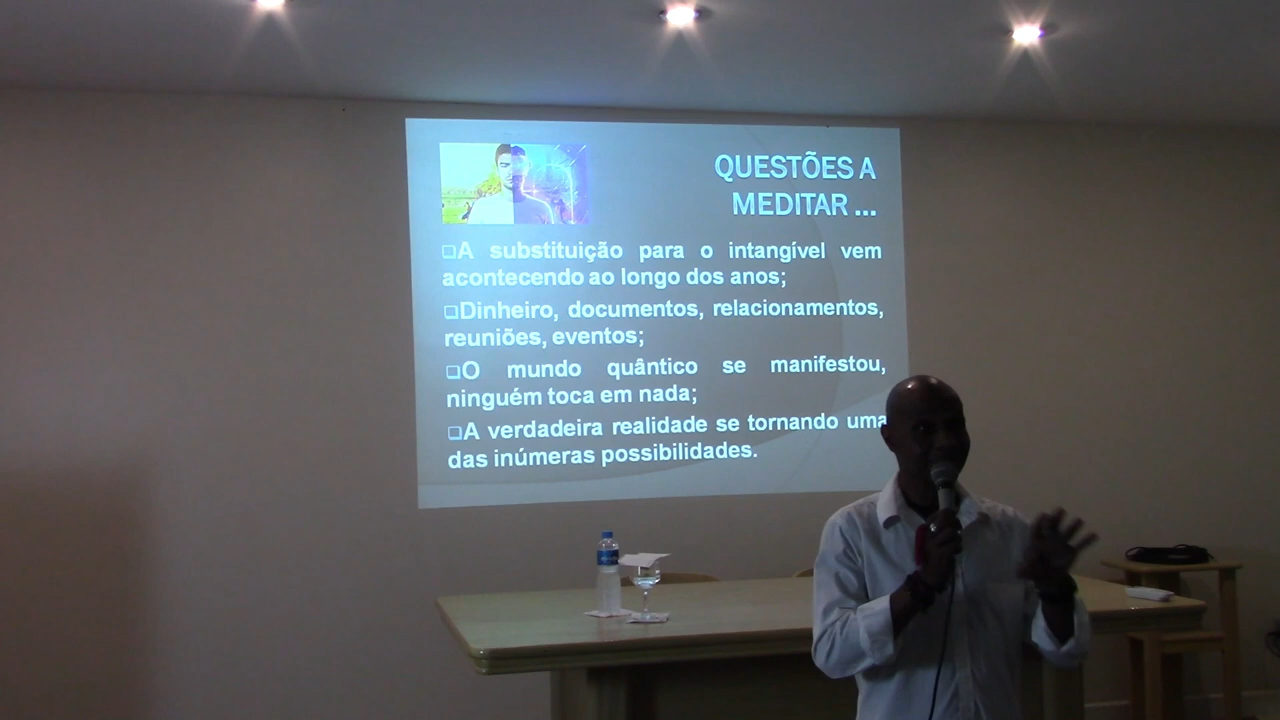 QUESTÕES A
MEDITAR ...
❑A substituição para o intangível vem
acontecendo ao longo dos anos;
❑Dinheiro, documentos, relacionamentos,
reuniões, eventos;
❑O mundo quântico se manifestou,
ninguém toca em nada;
❑A verdadeira realidade se tornando uma
das inúmeras possibilidades.